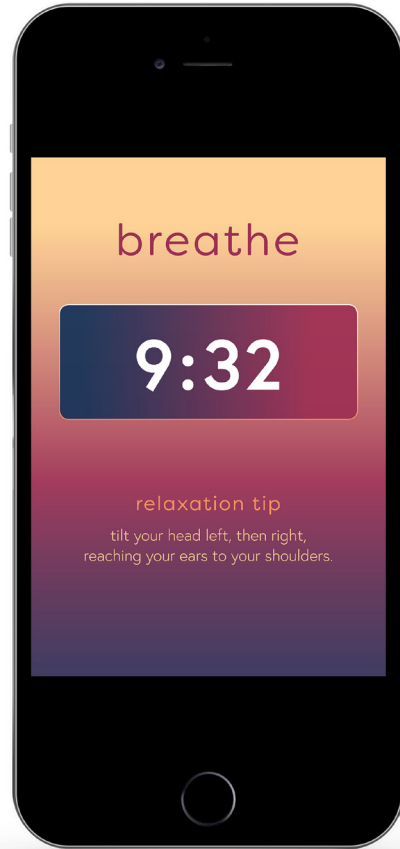 breathe
9:32
relaxation tip
tilt your head left, then right,
reaching your ears to your shoulders.